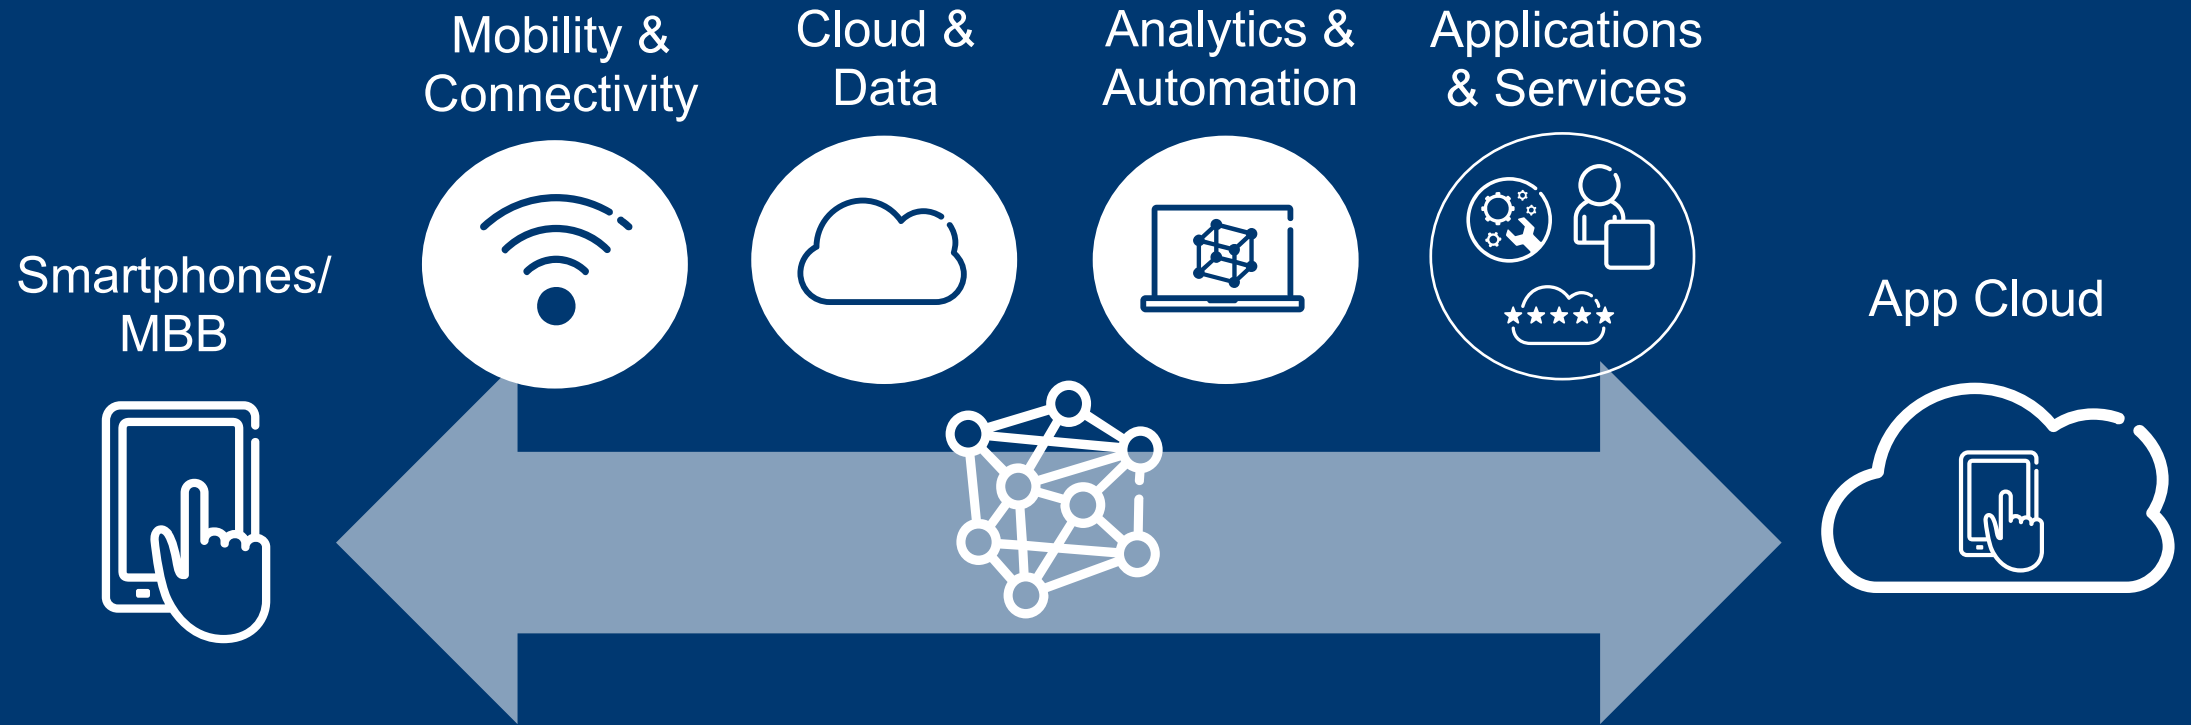 Mobility &
Connectivity
Cloud &
Data
Analytics &
Automation
Applications
& Services
Smartphones/
MBB
App Cloud